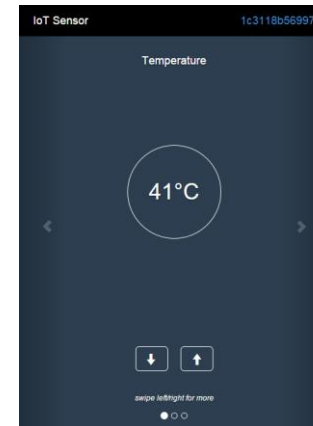 IoT Sensor 1c3118b56997
Temperature
41°C
swipe left/right for more